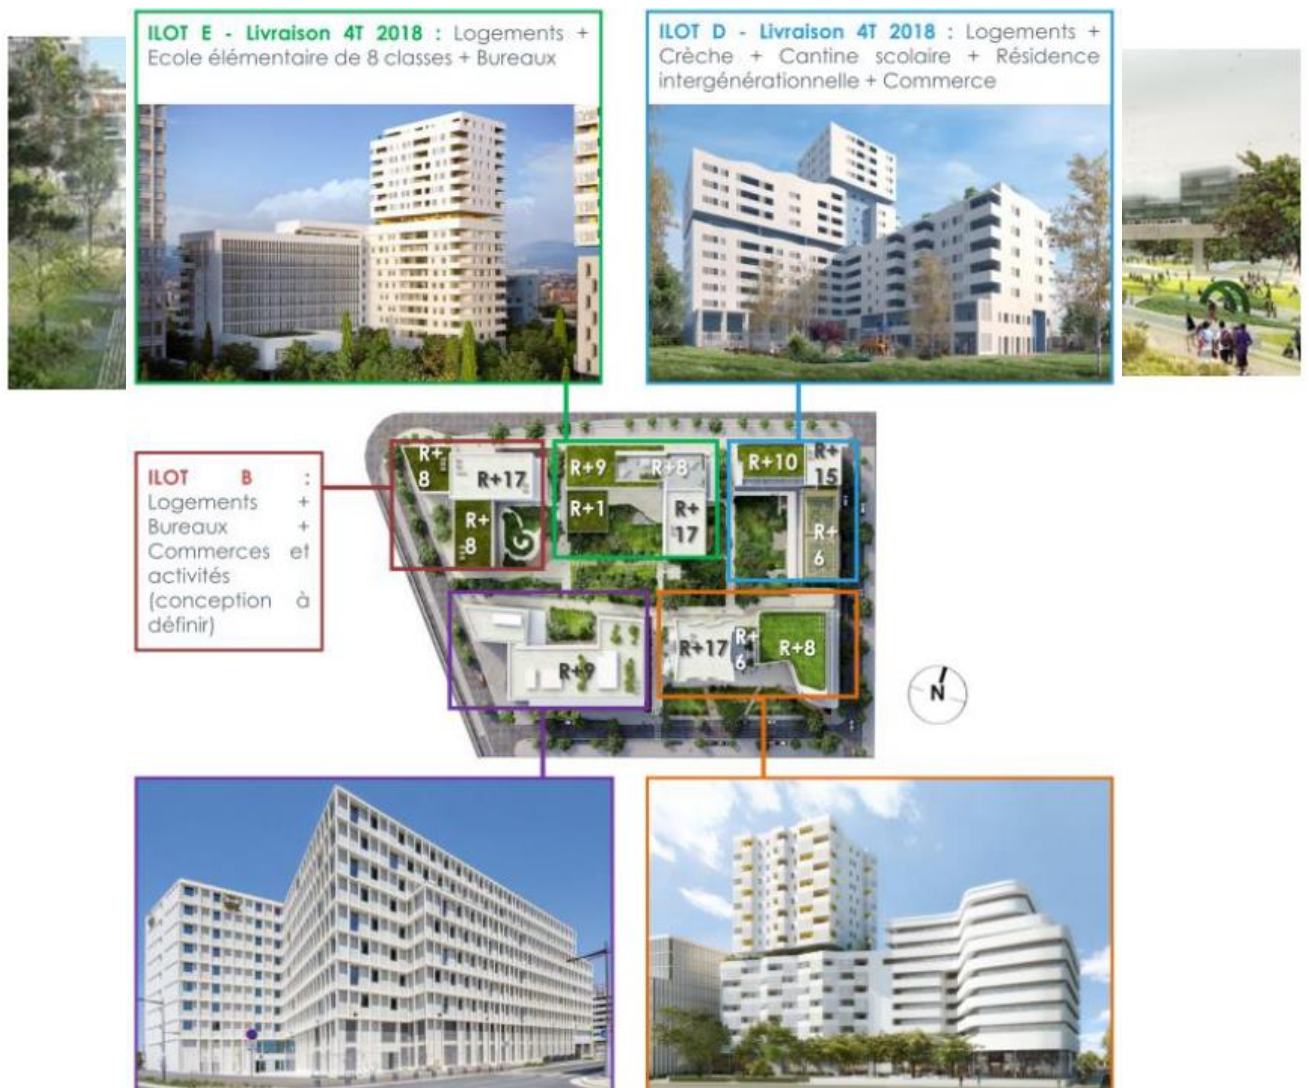 ILOT E - Livraison 4T 2018 : Logements +
Ecole élémentaire de 8 classes + Bureaux
ILOT D - Livraison 4T 2018 : Logements +
Crèche + Cantine scolaire + Résidence
intergénérationnelle + Commerce
ILOT B :
Logements +
Bureaux +
Commerces et
activités
(conception à
définir)
R+
8
R+17
R+
8
R+9
R+8
R+1
R+
17
R+10
R+
15
R+
6
R+9
R+17
R+
6
R+8
N